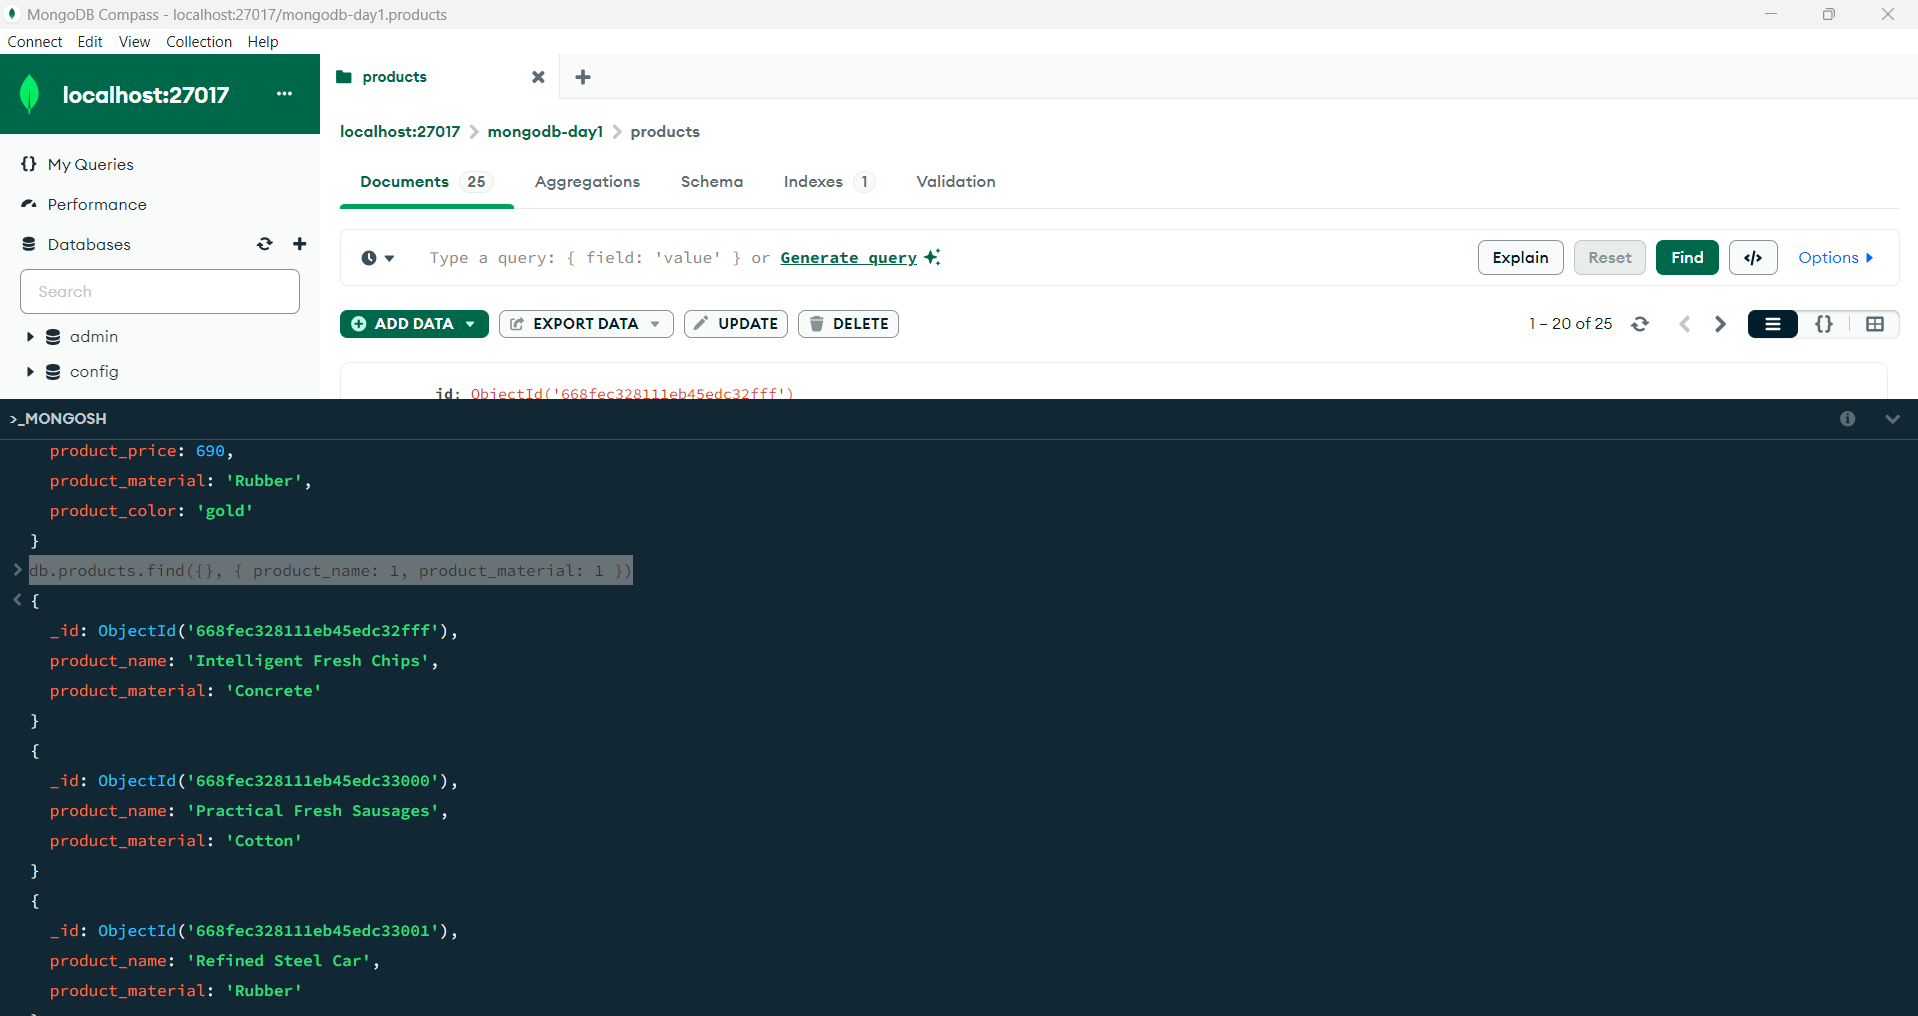 MongoDB Compass - localhost:27017/mongodb-day1.products
Connect Edit View Collection Help
localhost:27017 ...
products
localhost:27017 > mongodb-day1 > products
{} My Queries
Performance
Databases
Search
admin
config
Documents 25 Aggregations Schema Indexes 1 Validation
Type a query: { field: 'value' } or Generate query
Explain Reset Find </> Options
ADD DATA EXPORT DATA UPDATE DELETE
1 – 20 of 25 {}
_id: ObjectId('668fec328111eb45edc32fff')
>_MONGOSH
product_price: 690,
product_material: 'Rubber',
product_color: 'gold'
}
> db.products.find({}, { product_name: 1, product_material: 1 })
< {
_id: ObjectId('668fec328111eb45edc32fff'),
product_name: 'Intelligent Fresh Chips',
product_material: 'Concrete'
}
{
_id: ObjectId('668fec328111eb45edc33000'),
product_name: 'Practical Fresh Sausages',
product_material: 'Cotton'
}
{
_id: ObjectId('668fec328111eb45edc33001'),
product_name: 'Refined Steel Car',
product_material: 'Rubber'